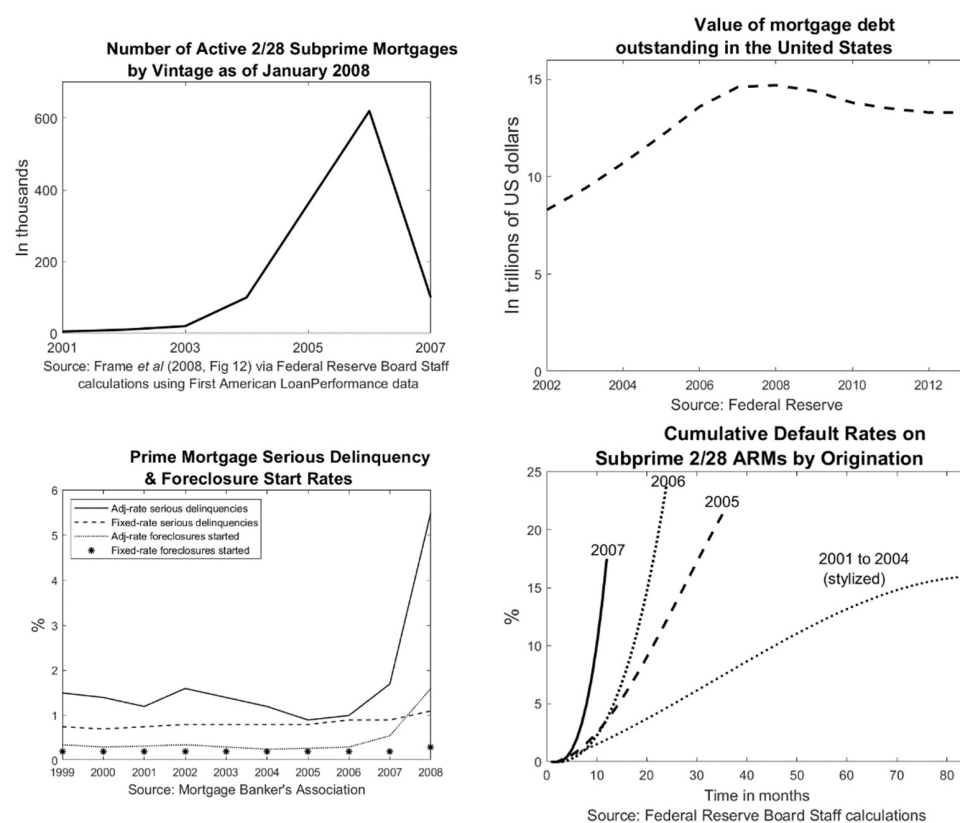 Number of Active 2/28 Subprime Mortgages
by Vintage as of January 2008
In thousands
600
400
200
0
2001
2003
2005
2007
Source: Frame et al (2008, Fig 12) via Federal Reserve Board Staff
calculations using First American LoanPerformance data
Value of mortgage debt
outstanding in the United States
In trillions of US dollars
15
10
5
0
2002
2004
2006
2008
2010
2012
Source: Federal Reserve
Prime Mortgage Serious Delinquency
& Foreclosure Start Rates
%
6
5
4
3
2
1
0
Adj-rate serious delinquencies
Fixed-rate serious delinquencies
Adj-rate foreclosures started
Fixed-rate foreclosures started
1999
2000
2001
2002
2003
2004
2005
2006
2007
2008
Source: Mortgage Banker's Association
Cumulative Default Rates on
Subprime 2/28 ARMs by Origination
%
25
20
15
10
5
0
2006
2005
2007
2001 to 2004
(stylized)
0
10
20
30
40
50
60
70
80
Time in months
Source: Federal Reserve Board Staff calculations